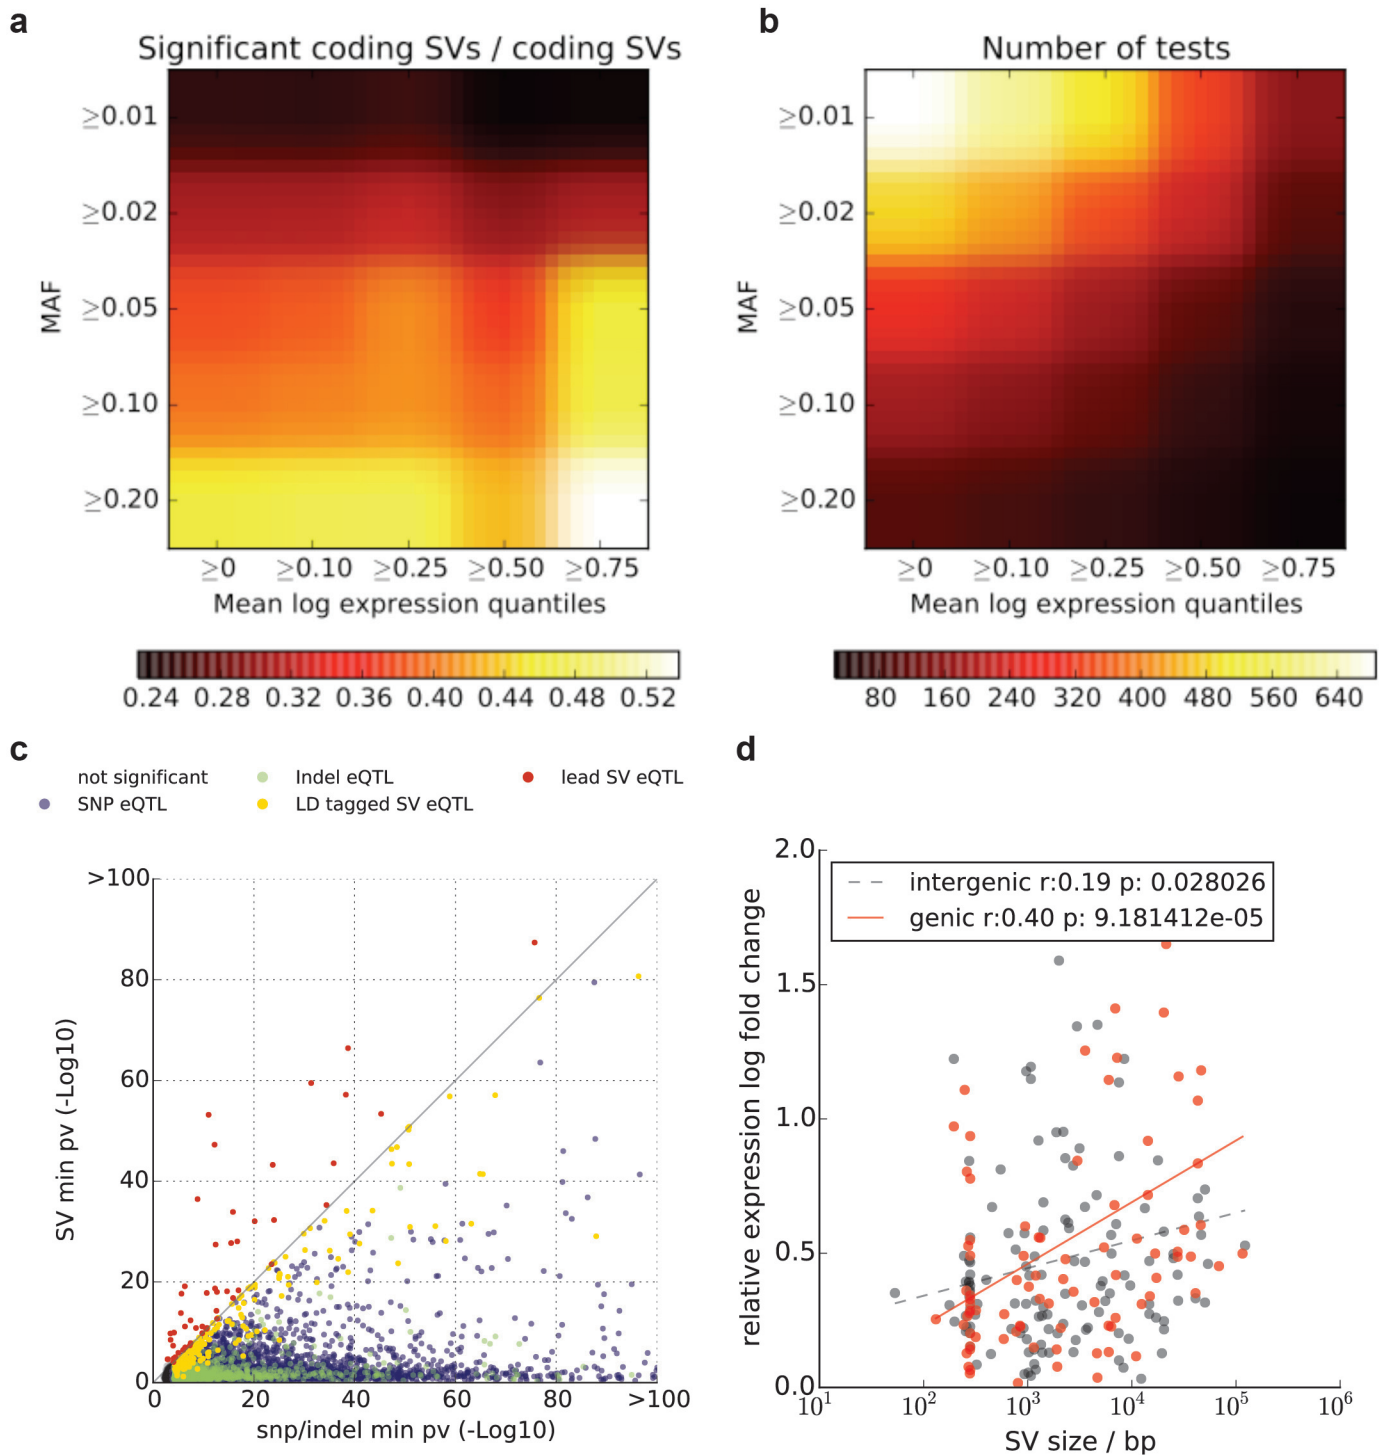 a
Significant coding SVs / coding SVs
≥0.01
≥0.02
≥0.05
≥0.10
≥0.20
MAF
≥0 ≥0.10 ≥0.25 ≥0.50 ≥0.75
Mean log expression quantiles
0.24 0.28 0.32 0.36 0.40 0.44 0.48 0.52
b
Number of tests
≥0.01
≥0.02
≥0.05
≥0.10
≥0.20
MAF
≥0 ≥0.10 ≥0.25 ≥0.50 ≥0.75
Mean log expression quantiles
80 160 240 320 400 480 560 640
c
not significant Indel eQTL lead SV eQTL
SNP eQTL LD tagged SV eQTL
>100
80
60
40
20
0
SV min pv (-Log10)
0 20 40 60 80 >100
snp/indel min pv (-Log10)
d
2.0
1.5
1.0
0.5
0.0
relative expression log fold change
intergenic r:0.19 p: 0.028026
genic r:0.40 p: 9.181412e-05
10¹ 10² 10³ 10⁴ 10⁵ 10⁶
SV size / bp